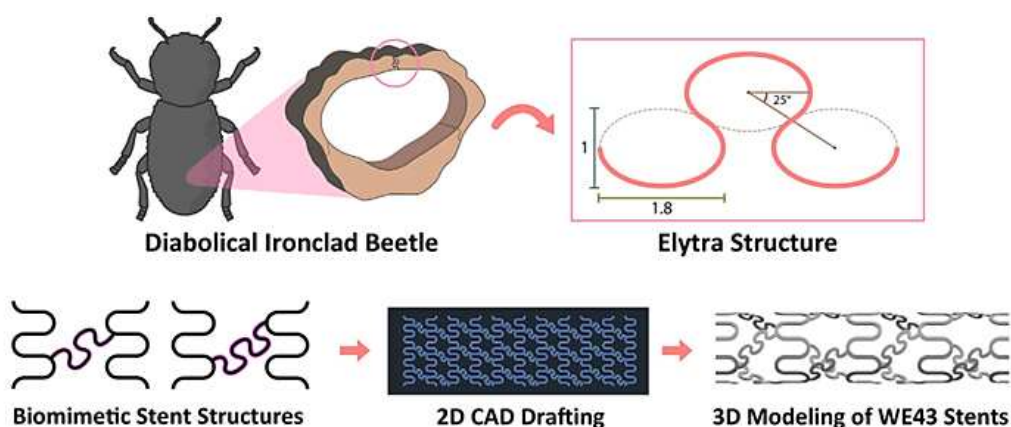 25°
1
1.8
Diabolical Ironclad Beetle
Elytra Structure
Biomimetic Stent Structures
2D CAD Drafting
3D Modeling of WE43 Stents